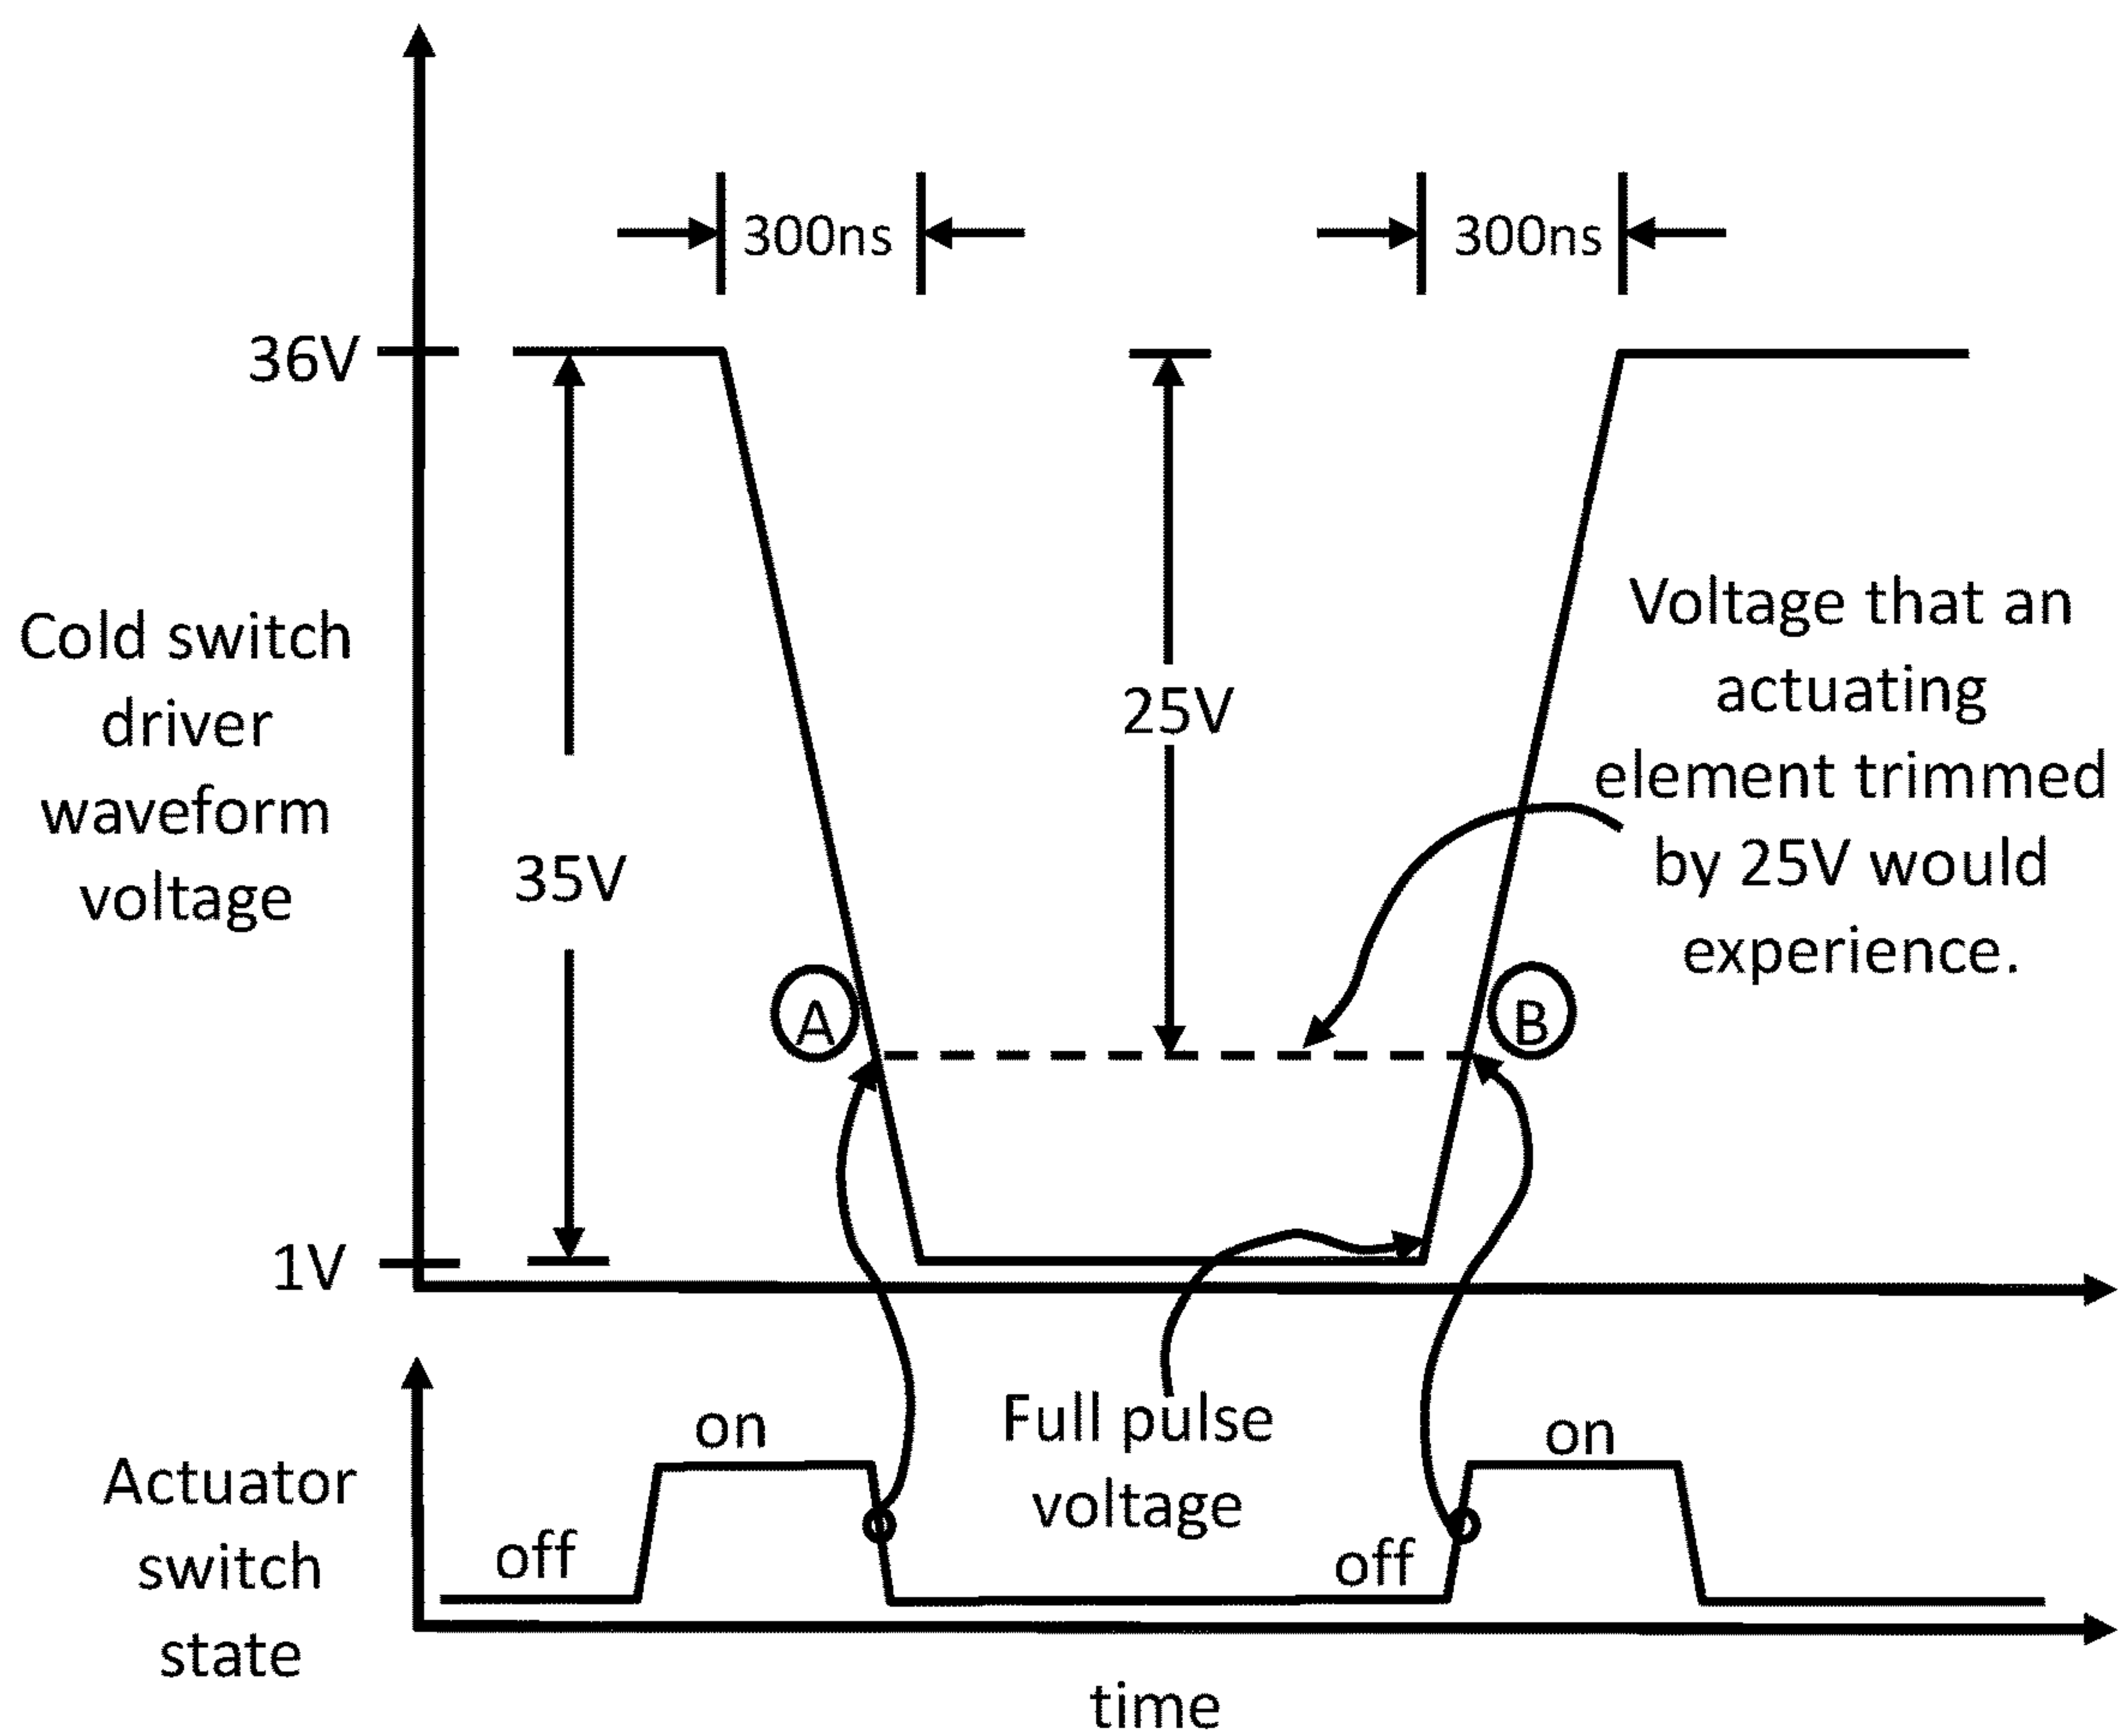 300ns
300ns
36V
Cold switch
driver
waveform
voltage
35V
25V
Voltage that an
actuating
element trimmed
by 25V would
experience.
A
B
1V
Actuator
switch
state
off
on
Full pulse
voltage
off
on
time